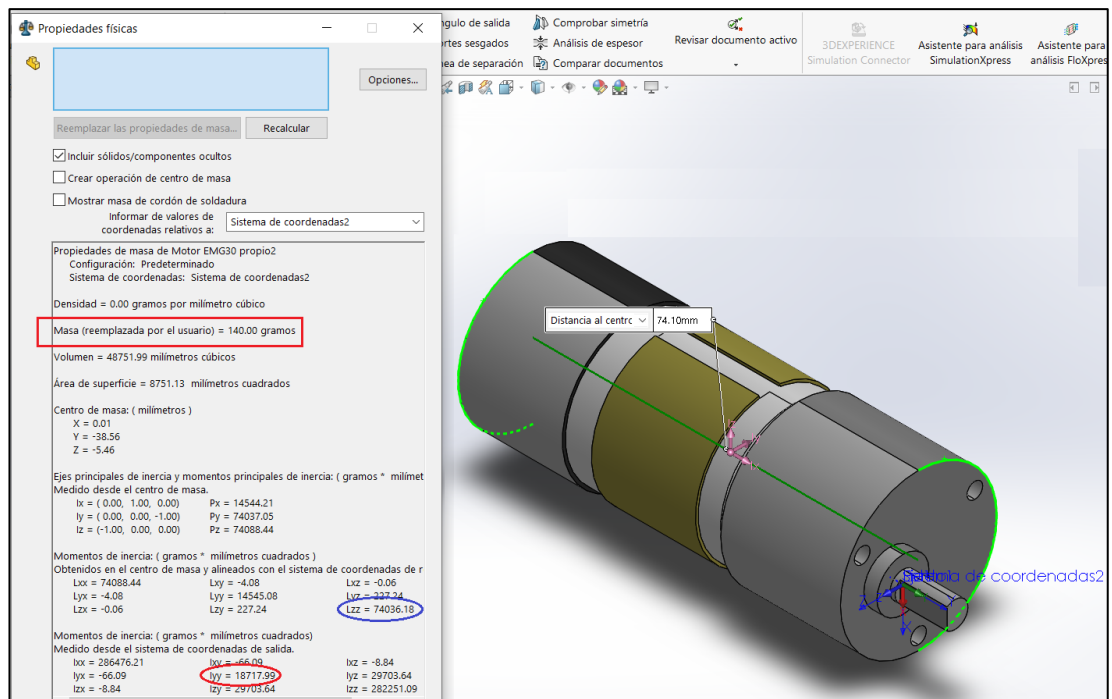 Propiedades físicas
Opciones...
Reemplazar las propiedades de masa...
Recalcular
Incluir sólidos/componentes ocultos
Crear operación de centro de masa
Mostrar masa de cordón de soldadura
Informar de valores de
coordenadas relativos a:
Sistema de coordenadas2
Propiedades de masa de Motor EMG30 propio2
Configuración: Predeterminado
Sistema de coordenadas: Sistema de coordenadas2
Densidad = 0.00 gramos por milímetro cúbico
Masa (reemplazada por el usuario) = 140.00 gramos
Volumen = 48751.99 milímetros cúbicos
Área de superficie = 8751.13 milímetros cuadrados
Centro de masa: ( milímetros )
X = 0.01
Y = -38.56
Z = -5.46
Ejes principales de inercia y momentos principales de inercia: ( gramos * milímet
Medido desde el centro de masa.
Ix = ( 0.00, 1.00, 0.00) Px = 14544.21
Iy = ( 0.00, 0.00, -1.00) Py = 74037.05
Iz = (-1.00, 0.00, 0.00) Pz = 74088.44
Momentos de inercia: ( gramos * milímetros cuadrados )
Obtenidos en el centro de masa y alineados con el sistema de coordenadas de r
Lxx = 74088.44 Lxy = -4.08 Lxz = -0.06
Lyx = -4.08 Lyy = 14545.08 Lyz = 227.24
Lzx = -0.06 Lzy = 227.24 Lzz = 74036.18
Momentos de inercia: ( gramos * milímetros cuadrados)
Medido desde el sistema de coordenadas de salida.
Ixx = 286476.21 Ixy = -66.09 Ixz = -8.84
Iyx = -66.09 Iyy = 18717.99 Iyz = 29703.64
Izx = -8.84 Izy = 29703.64 Izz = 282251.09
ngulo de salida
Comprobar simetría
rtes sesgados
Análisis de espesor
ea de separación
Comparar documentos
Revisar documento activo
3DEXPERIENCE
Simulation Connector
Asistente para análisis
SimulationXpress
Asistente para
análisis FloXpres
Distancia al centrc
74.10mm
de coordenadas2